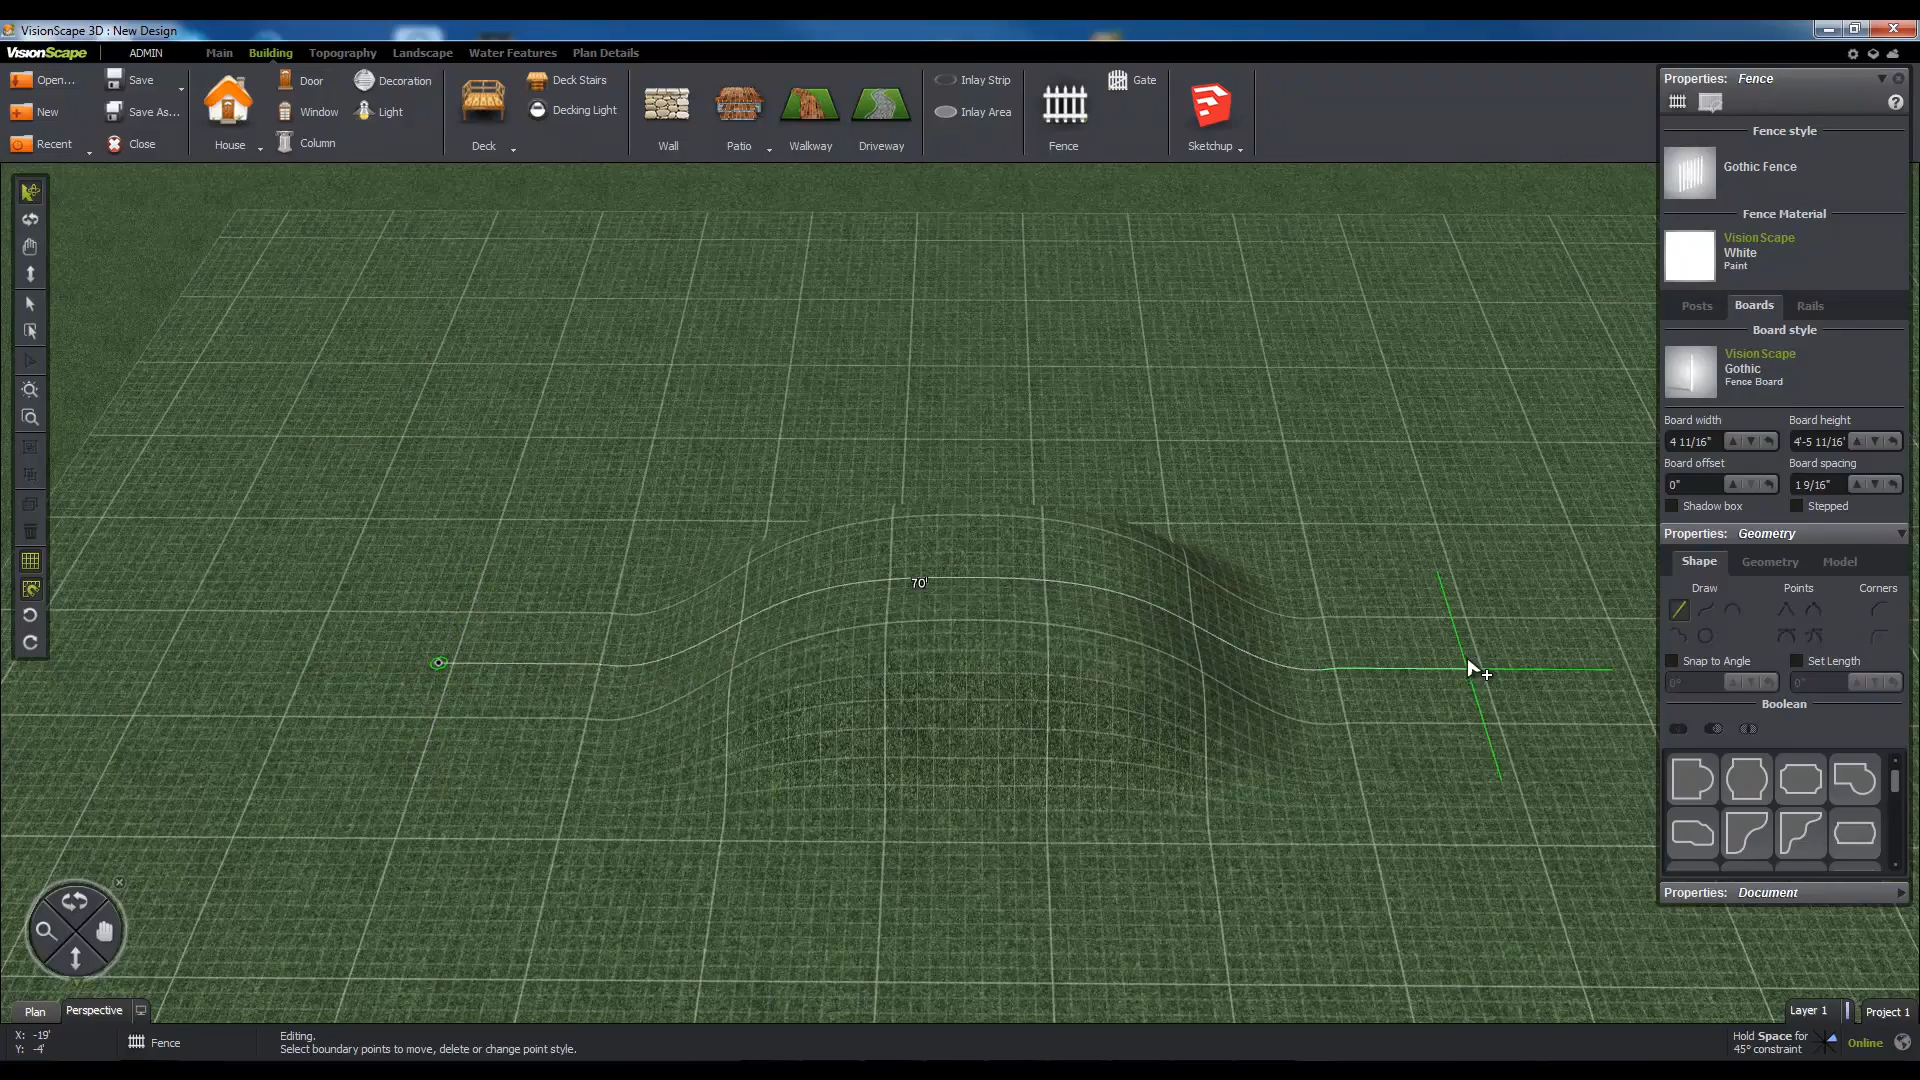 VisionScape 3D : New Design
VisionScape ADMIN Main Building Topography Landscape Water Features Plan Details
Open... Save
New Save As...
Recent Close
House
Door Decoration
Window Light
Column
Deck
Deck Stairs
Decking Light
Wall Patio Walkway Driveway
Inlay Strip
Inlay Area
Fence
Gate
Sketchup
Properties: Fence
?
Fence style
Gothic Fence
Fence Material
VisionScape
White
Paint
Posts Boards Rails
Board style
VisionScape
Gothic
Fence Board
Board width Board height
4 11/16" 4'-5 11/16'
Board offset Board spacing
0" 1 9/16"
Shadow box Stepped
Properties: Geometry
Shape Geometry Model
Draw Points Corners
Snap to Angle Set Length
0° 0"
Boolean
Properties: Document
70'
Plan Perspective
Layer 1 Project 1
X: -19'
Y: -4'
Fence
Editing.
Select boundary points to move, delete or change point style.
Hold Space for
45° constraint
Online